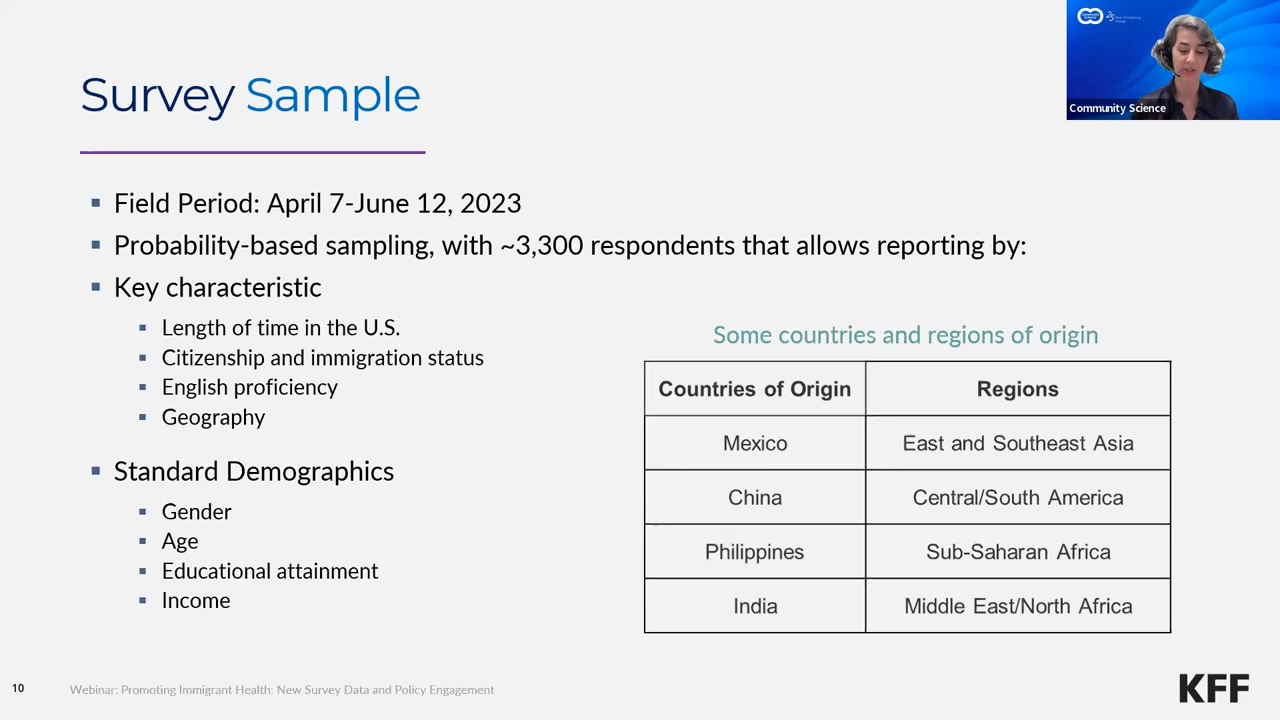 Survey Sample
Community Science
▪ Field Period: April 7-June 12, 2023
▪ Probability-based sampling, with ~3,300 respondents that allows reporting by:
▪ Key characteristic
▪ Length of time in the U.S.
▪ Citizenship and immigration status
▪ English proficiency
▪ Geography
▪ Standard Demographics
▪ Gender
▪ Age
▪ Educational attainment
▪ Income
Some countries and regions of origin
Countries of Origin Regions
Mexico East and Southeast Asia
China Central/South America
Philippines Sub-Saharan Africa
India Middle East/North Africa
10
Webinar: Promoting Immigrant Health: New Survey Data and Policy Engagement
KFF